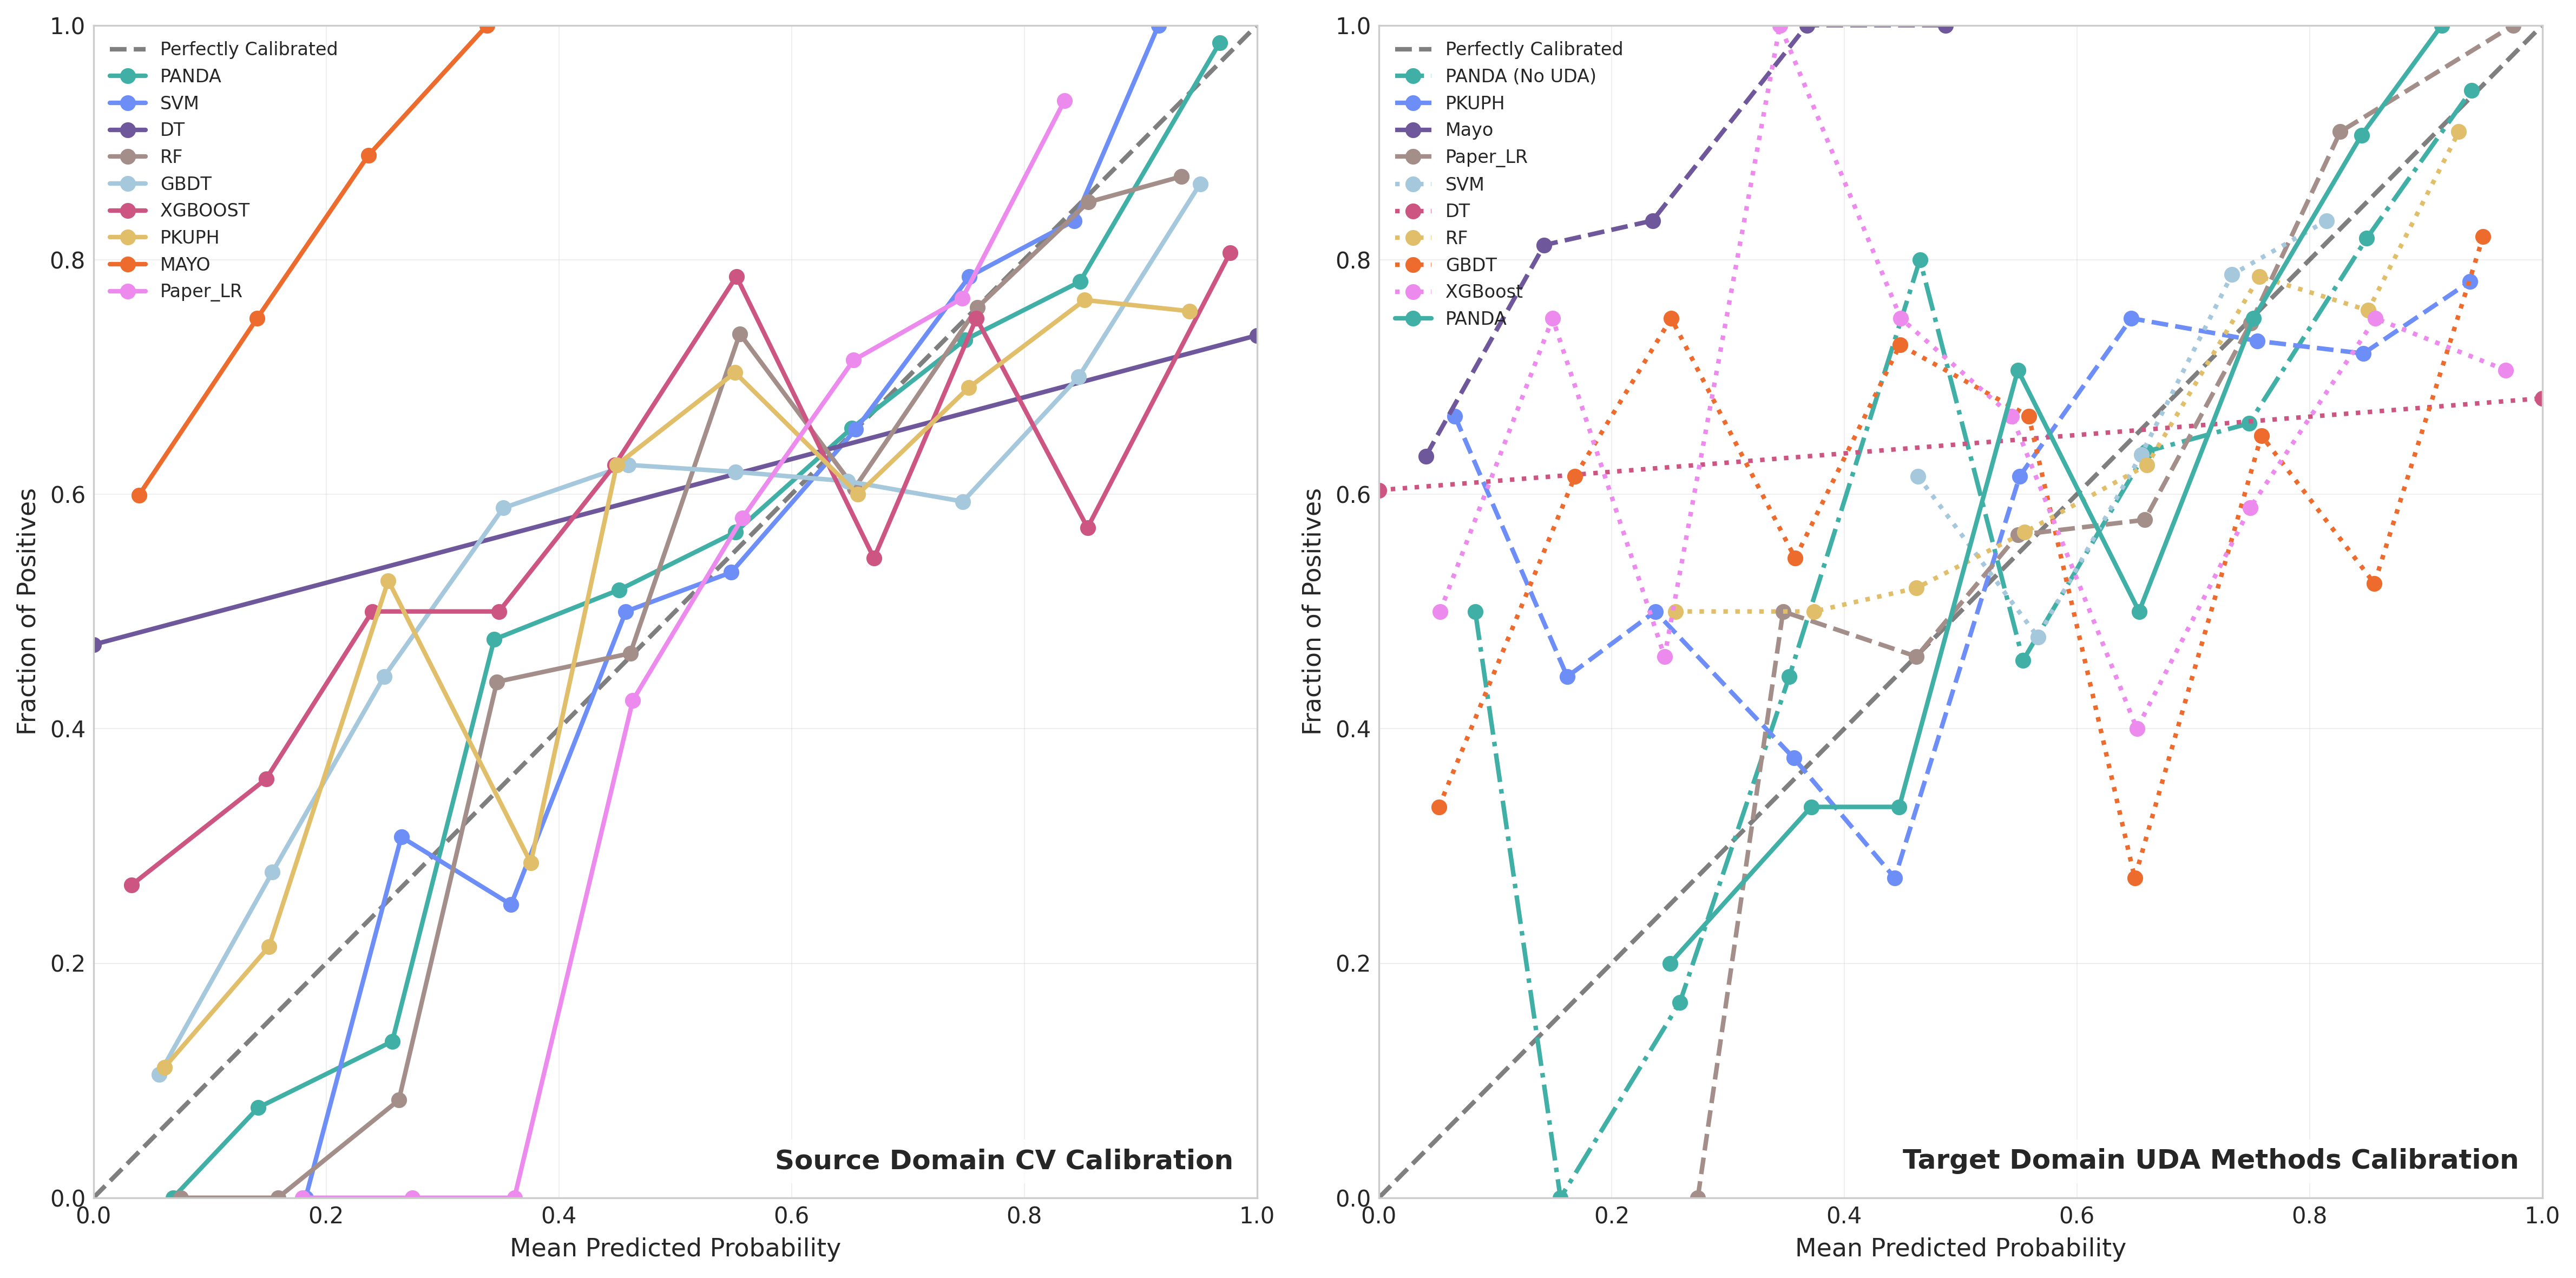 1.0
0.8
0.6
0.4
0.2
0.0
Fraction of Positives
Perfectly Calibrated
PANDA
SVM
DT
RF
GBDT
XGBOOST
PKUPH
MAYO
Paper_LR
Source Domain CV Calibration
0.0 0.2 0.4 0.6 0.8 1.0
Mean Predicted Probability
1.0
0.8
0.6
0.4
0.2
0.0
Fraction of Positives
Perfectly Calibrated
PANDA (No UDA)
PKUPH
Mayo
Paper_LR
SVM
DT
RF
GBDT
XGBoost
PANDA
Target Domain UDA Methods Calibration
0.0 0.2 0.4 0.6 0.8 1.0
Mean Predicted Probability